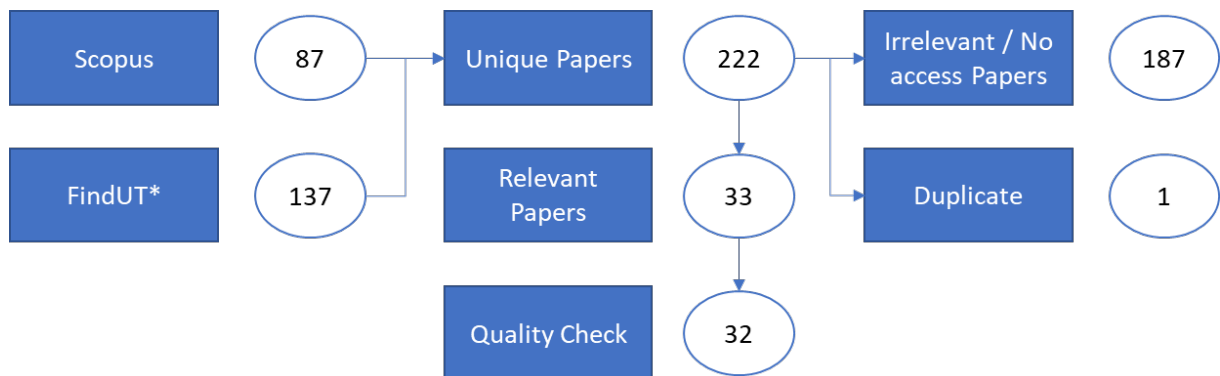 Scopus
87
Unique Papers
222
Irrelevant / No
access Papers
187
FindUT*
137
Relevant
Papers
33
Duplicate
1
Quality Check
32